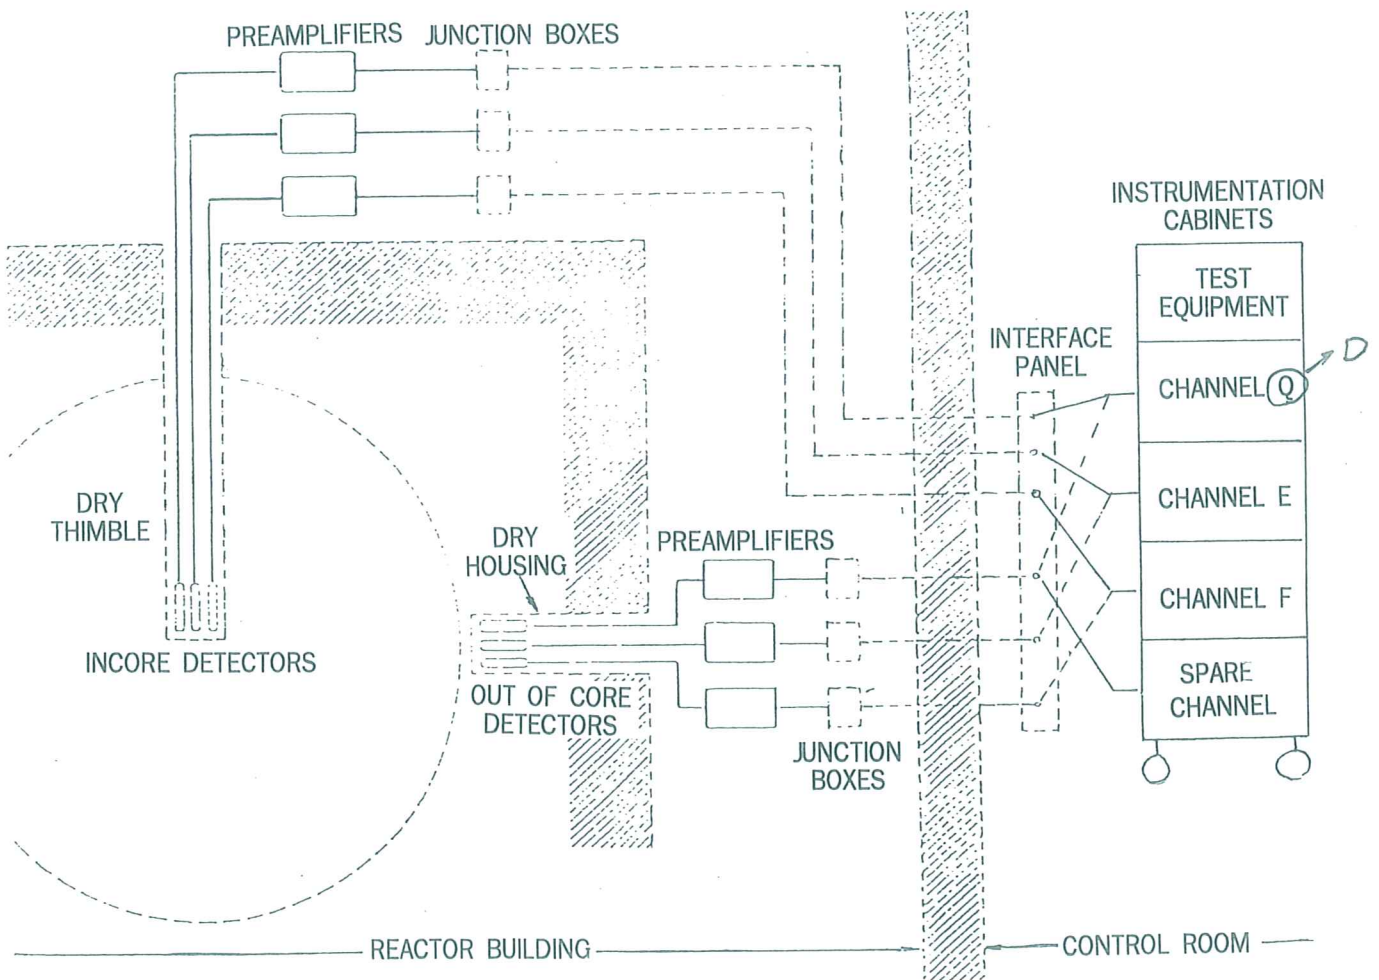 PREAMPLIFIERS
JUNCTION BOXES
INSTRUMENTATION
CABINETS
TEST
EQUIPMENT
INTERFACE
PANEL
CHANNEL Q
D
CHANNEL E
CHANNEL F
SPARE
CHANNEL
DRY
THIMBLE
INCORE DETECTORS
DRY
HOUSING
OUT OF CORE
DETECTORS
PREAMPLIFIERS
JUNCTION
BOXES
REACTOR BUILDING
CONTROL ROOM